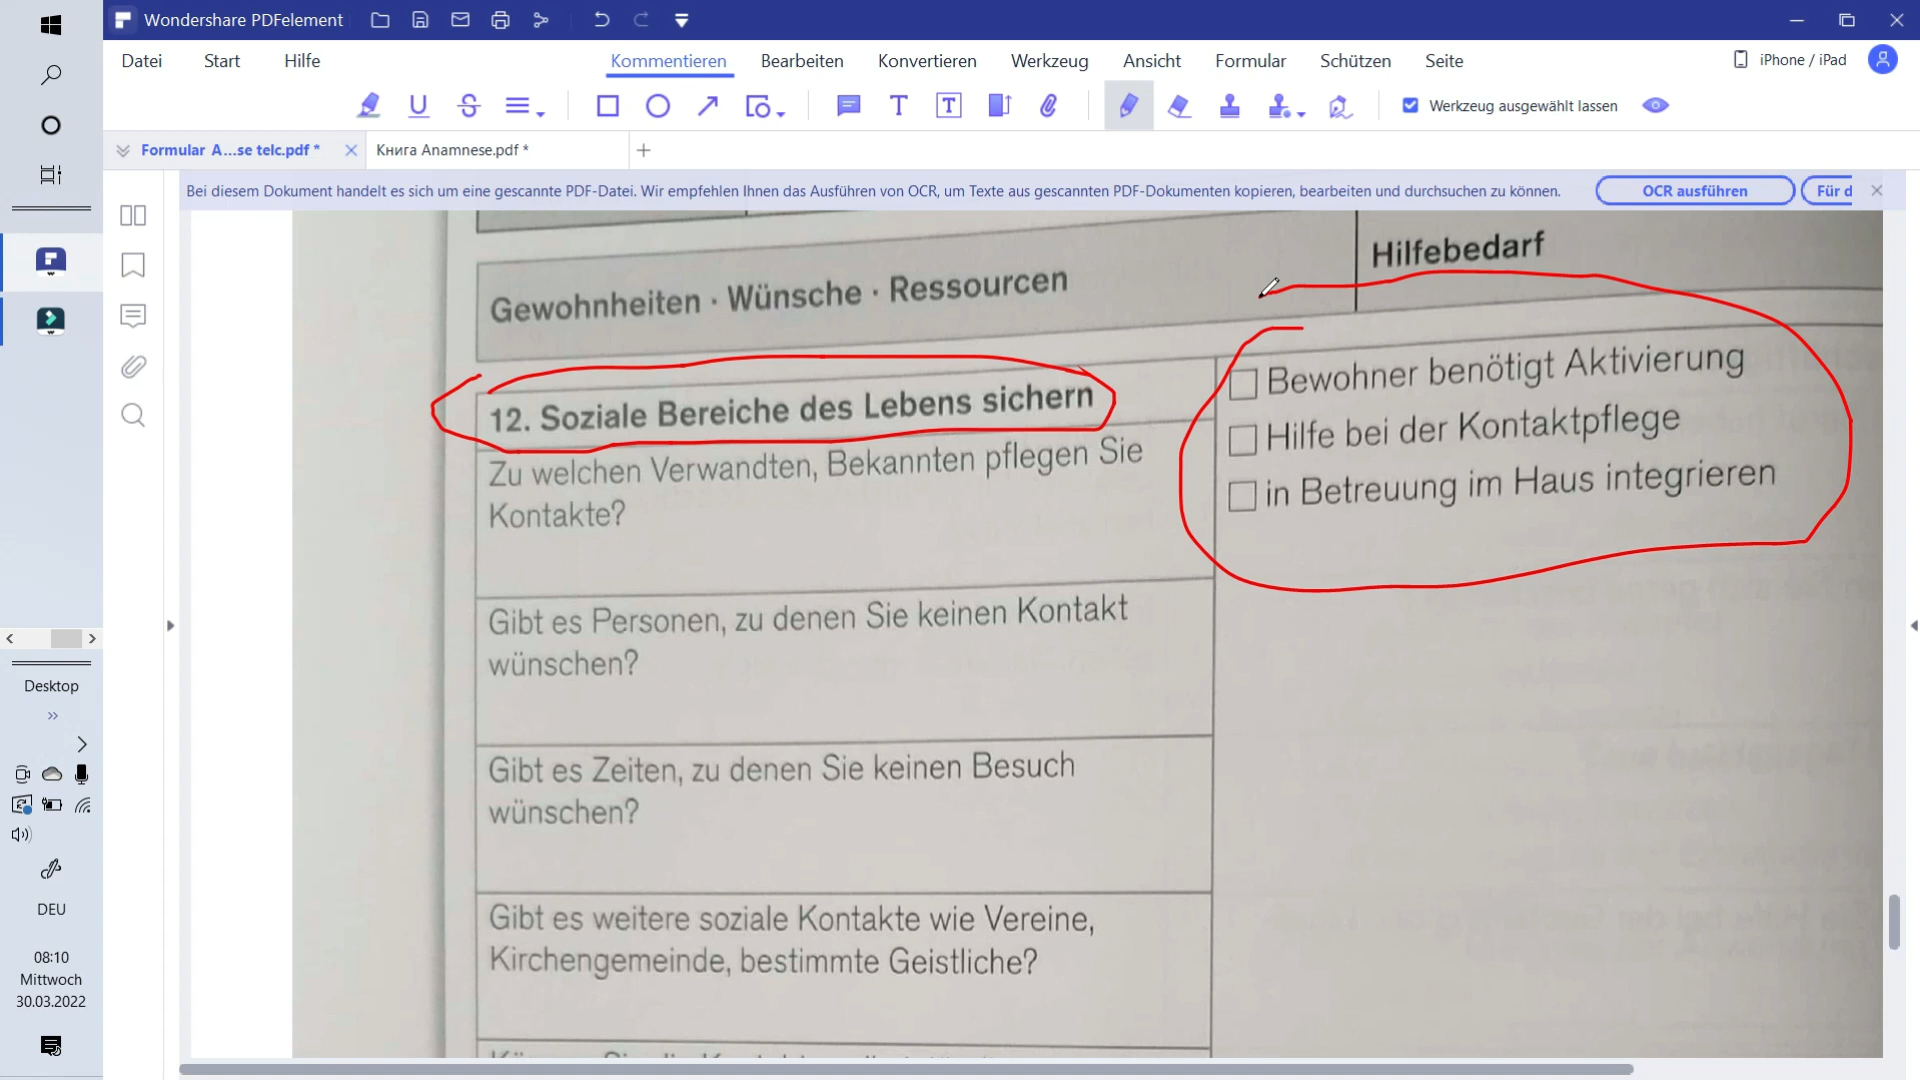 Wondershare PDFelement
Datei Start Hilfe Kommentieren Bearbeiten Konvertieren Werkzeug Ansicht Formular Schützen Seite iPhone / iPad
Werkzeug ausgewählt lassen
Formular A...se telc.pdf * Книга Anamnese.pdf *
Bei diesem Dokument handelt es sich um eine gescannte PDF-Datei. Wir empfehlen Ihnen das Ausführen von OCR, um Texte aus gescannten PDF-Dokumenten kopieren, bearbeiten und durchsuchen zu können. OCR ausführen Für d
Gewohnheiten · Wünsche · Ressourcen
Hilfebedarf
12. Soziale Bereiche des Lebens sichern
Zu welchen Verwandten, Bekannten pflegen Sie
Kontakte?
Gibt es Personen, zu denen Sie keinen Kontakt
wünschen?
Gibt es Zeiten, zu denen Sie keinen Besuch
wünschen?
Gibt es weitere soziale Kontakte wie Vereine,
Kirchengemeinde, bestimmte Geistliche?
Bewohner benötigt Aktivierung
Hilfe bei der Kontaktpflege
in Betreuung im Haus integrieren
Desktop
DEU
08:10
Mittwoch
30.03.2022